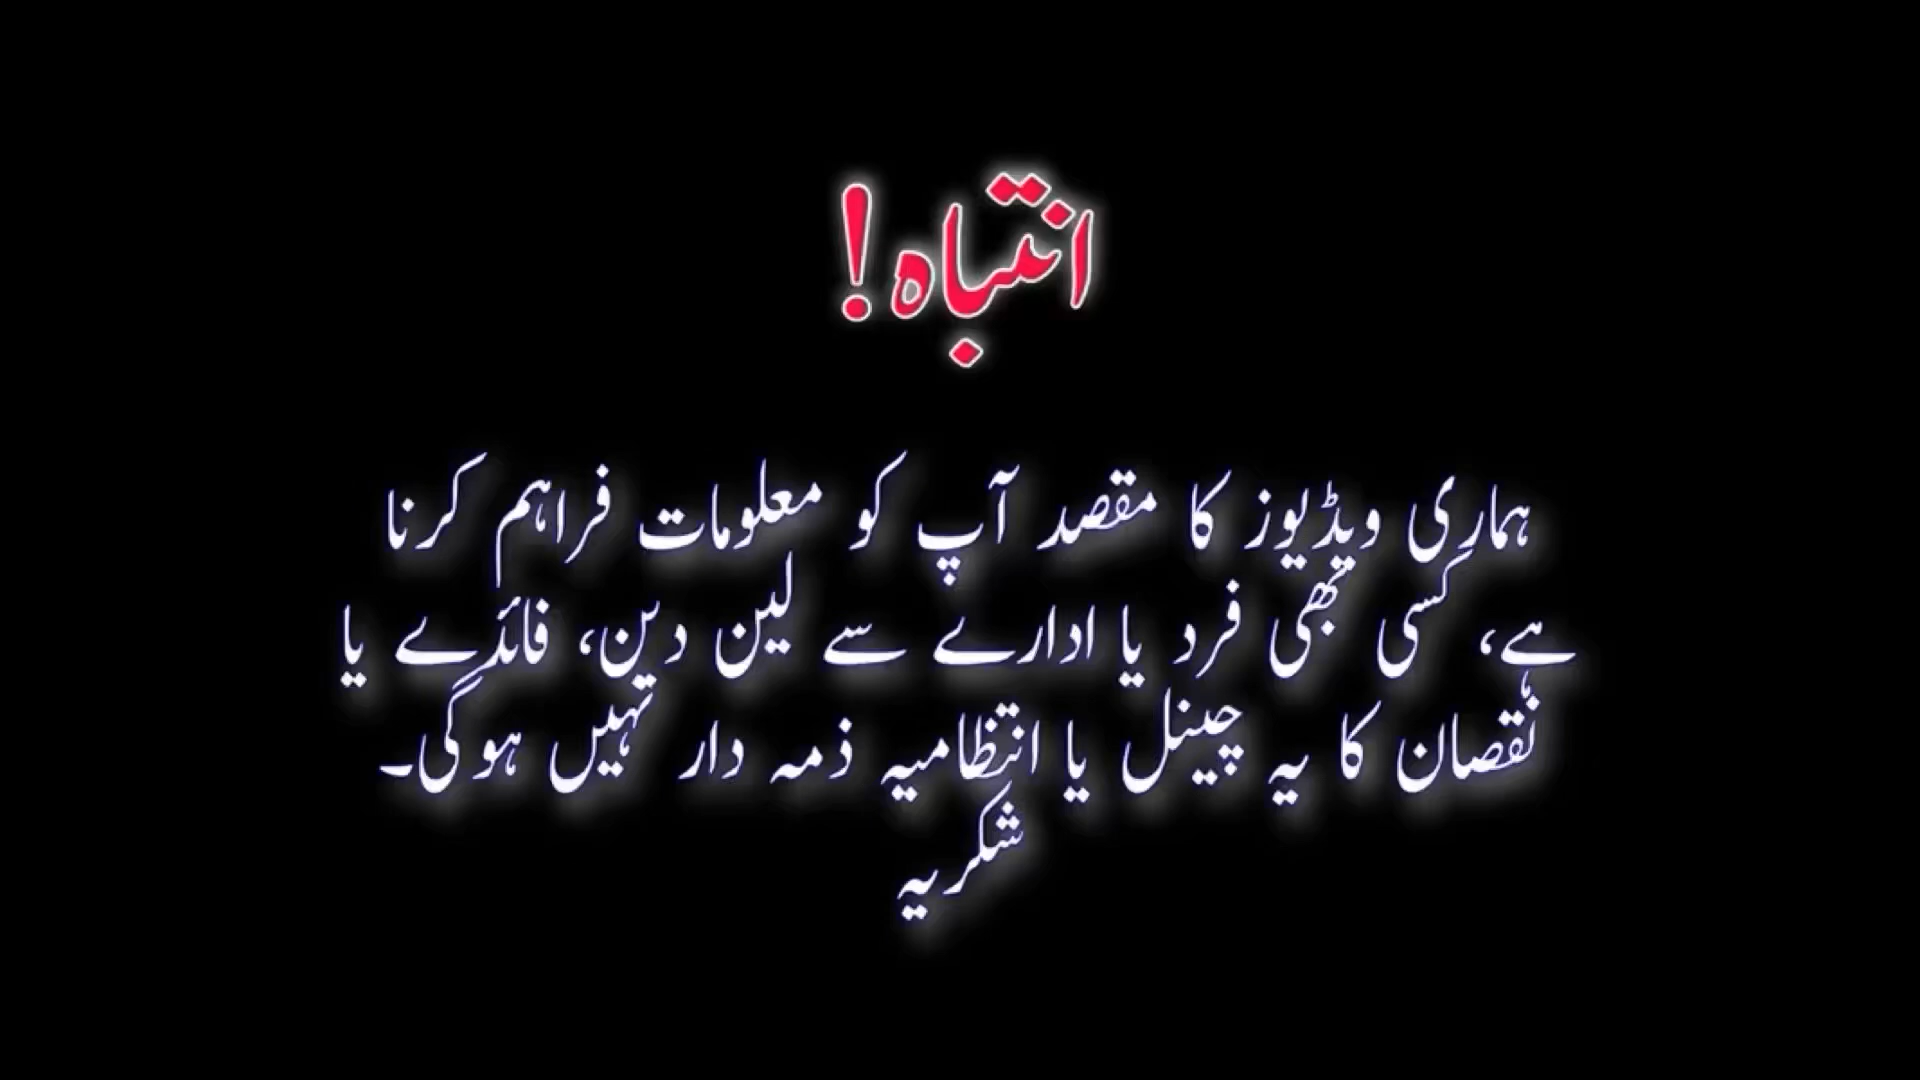 انتباہ!
ہماری ویڈیوز کا مقصد آپ کو معلومات فراہم کرنا
ہے، کسی بھی فرد یا ادارے سے لین دین، فائدے یا
نقصان کا یہ چینل یا انتظامیہ ذمہ دار نہیں ہوگی۔
شکریہ